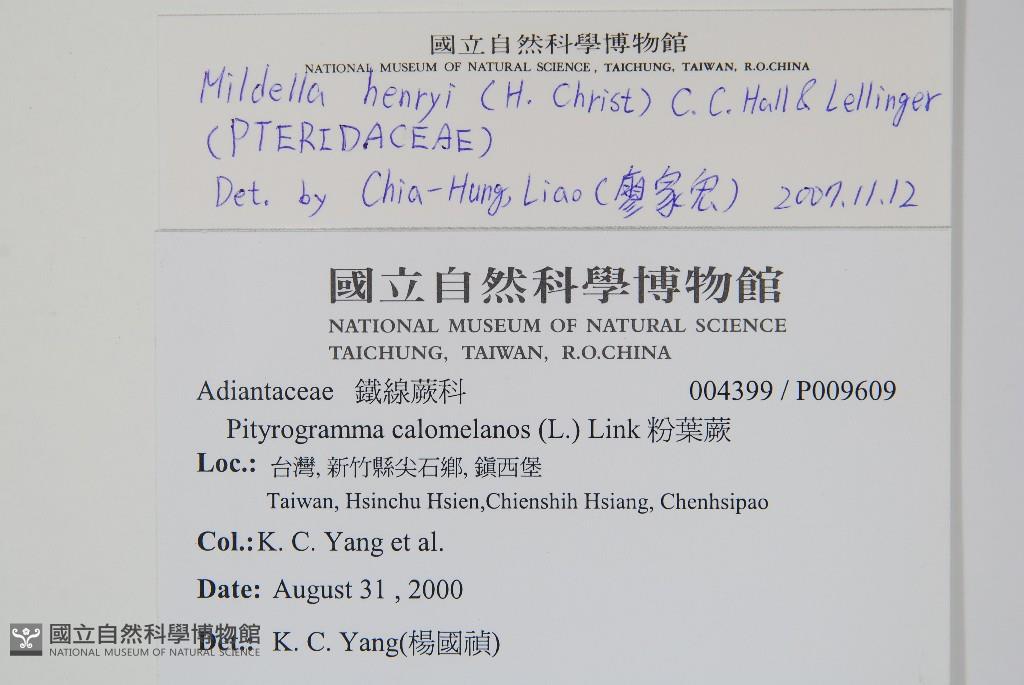 國立自然科學博物館
NATIONAL MUSEUM OF NATURAL SCIENCE, TAICHUNG, TAIWAN, R.O.CHINA
Mildella henryi (H. Christ) C. C. Hall & Lellinger
(PTERIDACEAE)
Det. by Chia-Hung, Liao (廖家 ) 2007.11.12
國立自然科學博物館
NATIONAL MUSEUM OF NATURAL SCIENCE
TAICHUNG, TAIWAN, R.O.CHINA
Adiantaceae 鐵線蕨科 004399 / P009609
Pityrogramma calomelanos (L.) Link 粉葉蕨
Loc.: 台灣, 新竹縣尖石鄉, 鎮西堡
Taiwan, Hsinchu Hsien,Chienshih Hsiang, Chenhsipao
Col.: K. C. Yang et al.
Date: August 31 , 2000
Det.: K. C. Yang(楊國禎)
國立自然科學博物館
NATIONAL MUSEUM OF NATURAL SCIENCE